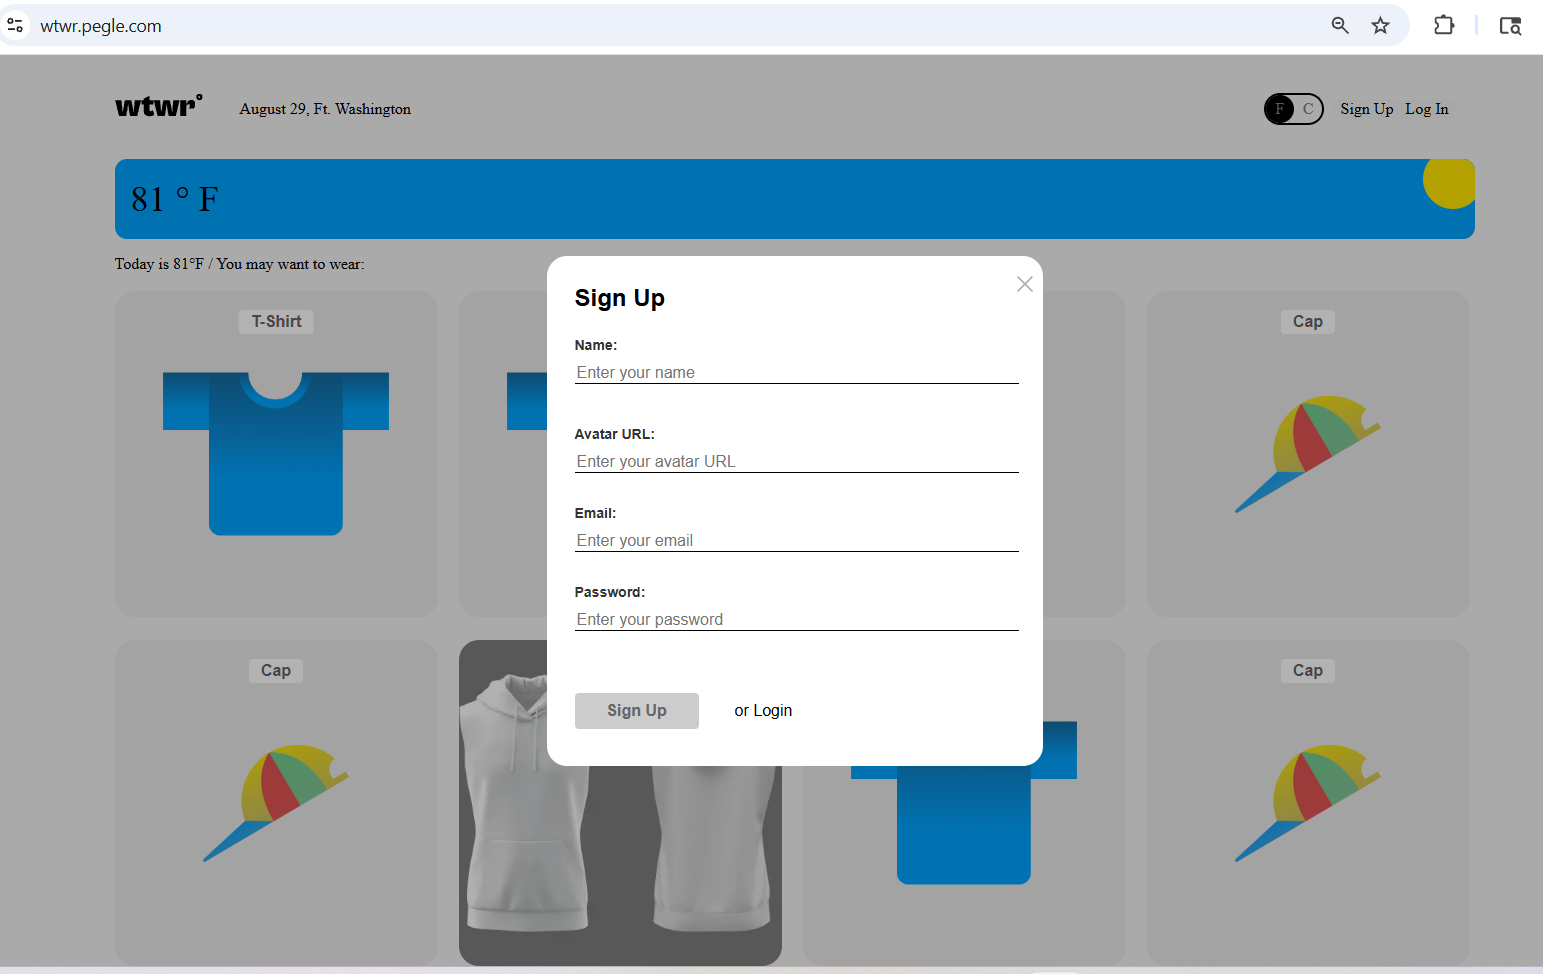 wtwr.pegle.com
wtwr° August 29, Ft. Washington F C Sign Up Log In
81 ° F
Today is 81°F / You may want to wear:
T-Shirt
Cap
Sign Up
Name:
Enter your name
Avatar URL:
Enter your avatar URL
Email:
Enter your email
Password:
Enter your password
Sign Up or Login
Cap
Cap